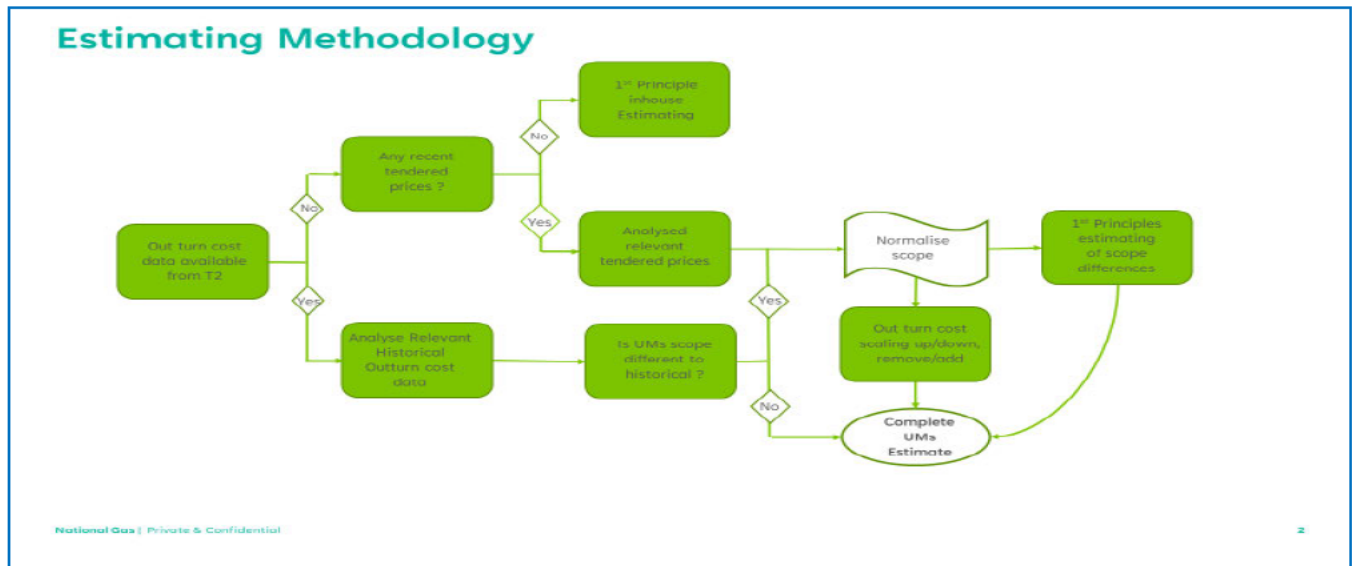 Estimating Methodology
1st Principle
inhouse
Estimating
No
Any recent
tendered
prices ?
No
Yes
Out turn cost
data available
from T2
Analysed
relevant
tendered prices
Normalise
scope
1st Principles
estimating
of scope
differences
Yes
Yes
Analyse Relevant
Historical
Outturn cost
data
Is UMs scope
different to
historical ?
Out turn cost
scaling up/down,
remove/add
No
Complete
UMs
Estimate
National Gas | Private & Confidential
2